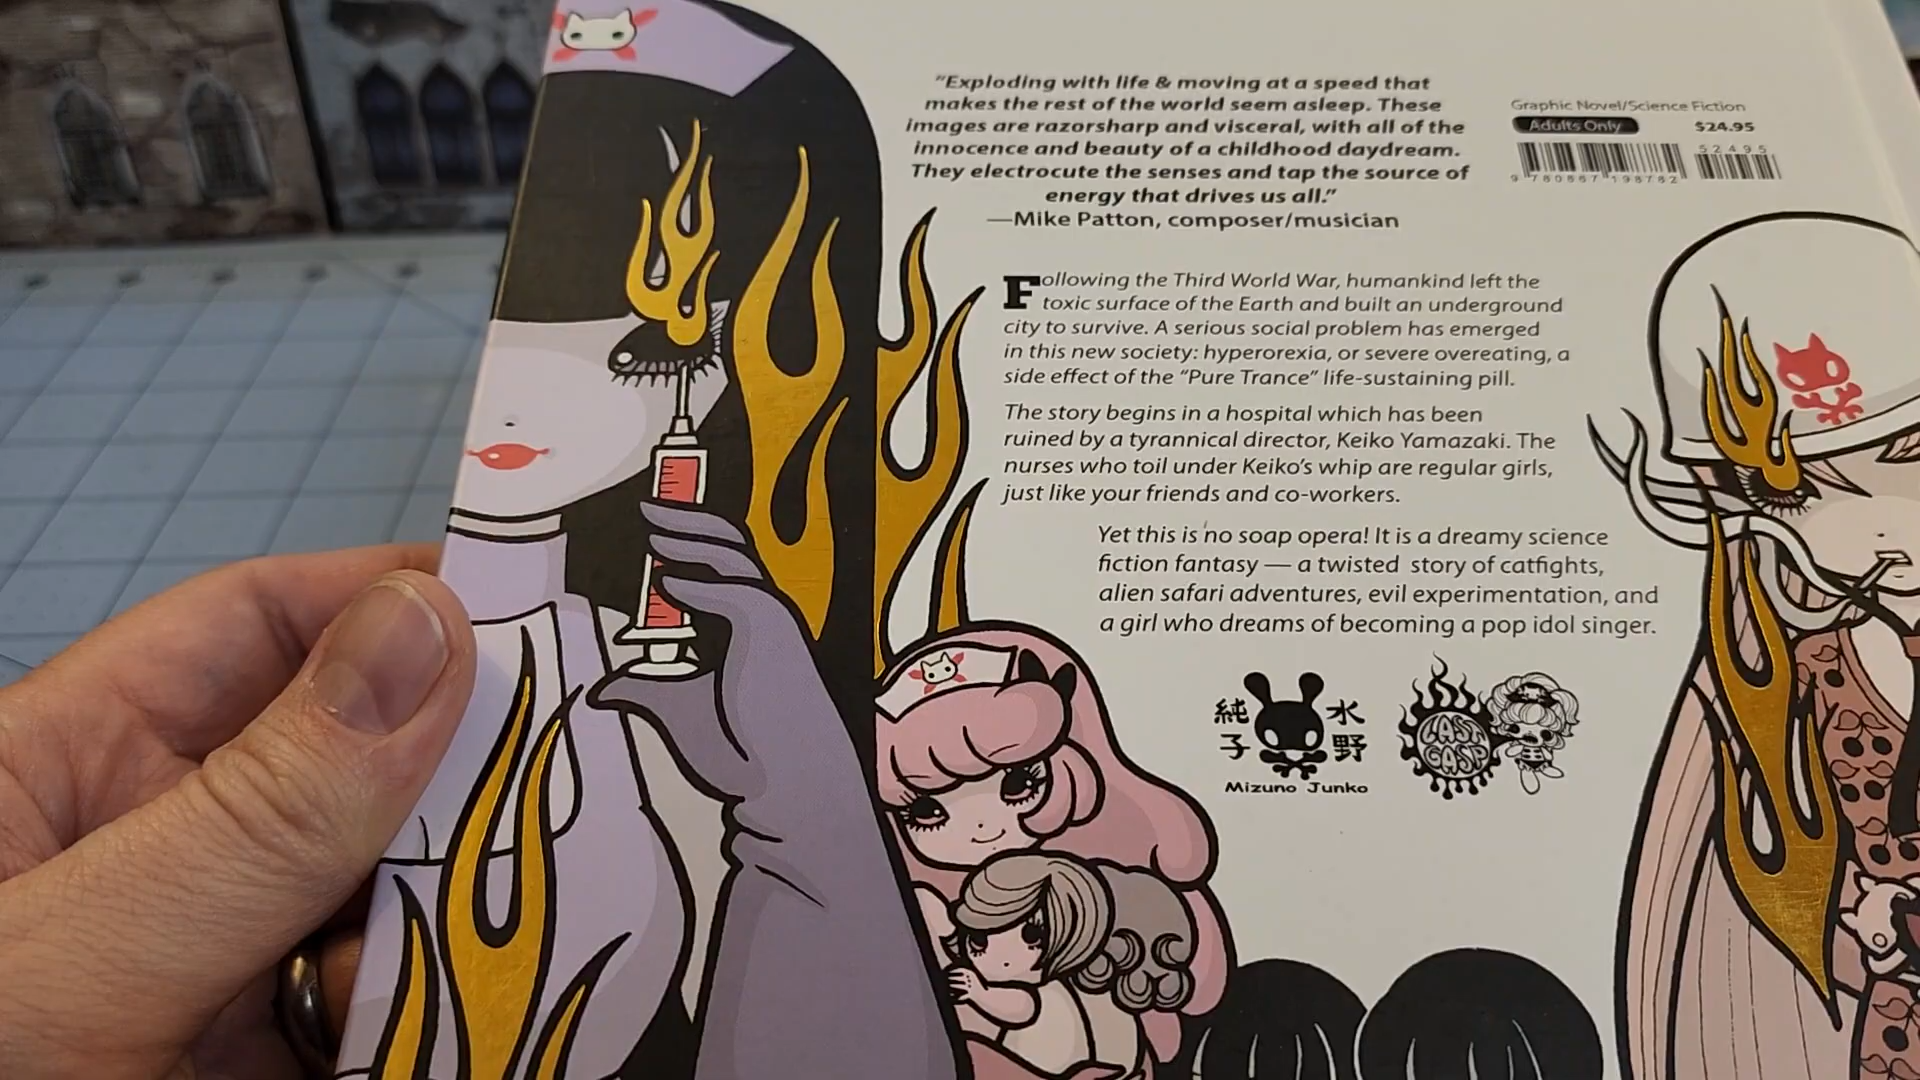 "Exploding with life & moving at a speed that
makes the rest of the world seem asleep. These
images are razorsharp and visceral, with all of the
innocence and beauty of a childhood daydream.
They electrocute the senses and tap the source of
energy that drives us all."
—Mike Patton, composer/musician
Graphic Novel/Science Fiction
Adults Only
$24.95
52495
9 780867 198782
Following the Third World War, humankind left the
toxic surface of the Earth and built an underground
city to survive. A serious social problem has emerged
in this new society: hyperorexia, or severe overeating, a
side effect of the "Pure Trance" life-sustaining pill.
The story begins in a hospital which has been
ruined by a tyrannical director, Keiko Yamazaki. The
nurses who toil under Keiko's whip are regular girls,
just like your friends and co-workers.
Yet this is no soap opera! It is a dreamy science
fiction fantasy — a twisted story of catfights,
alien safari adventures, evil experimentation, and
a girl who dreams of becoming a pop idol singer.
純子
水野
Mizuno Junko
LAST
GASP